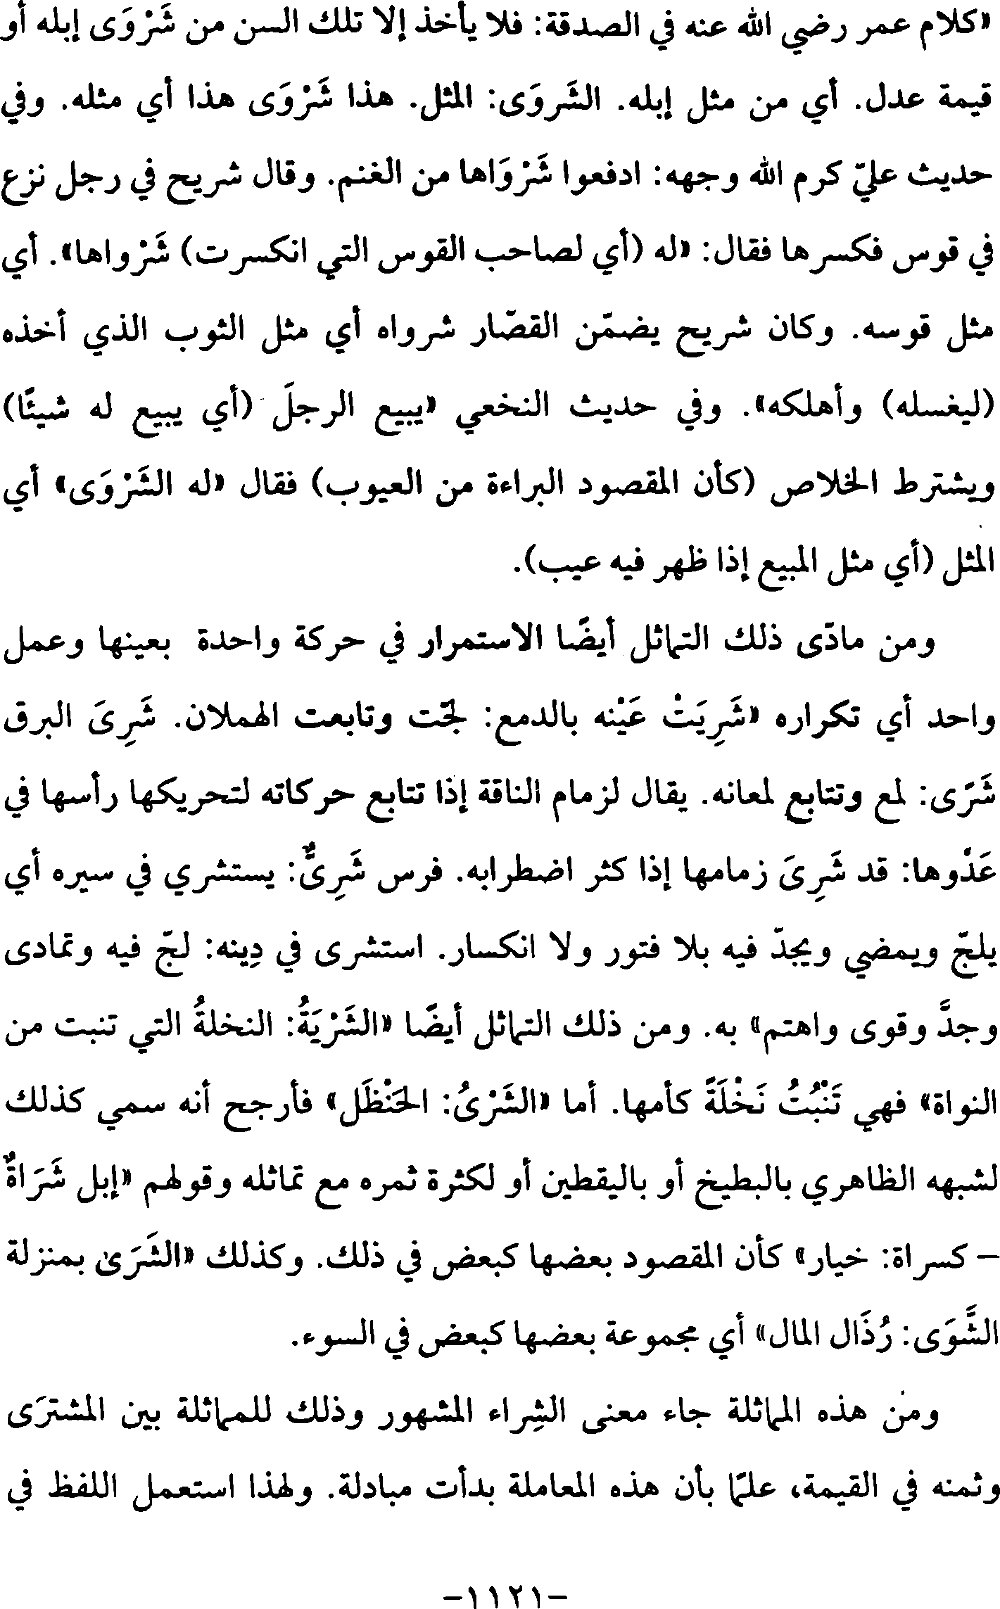 «كلام عمر رضي الله عنه في الصدقة: فلا يأخذ إلا تلك السن من شَرْوَى إبله أو
قيمة عدل. أي من مثل إبله. الشَروَى: المثل. هذا شَرْوَى هذا أي مثله. وفي
حديث عليّ كرم الله وجهه: ادفعوا شَرْوَاها من الغنم. وقال شريح في رجل نزع
في قوس فكسرها فقال: «له (أي لصاحب القوس التي انكسرت) شَرْواها». أي
مثل قوسه. وكان شريح يضمّن القصّار شرواه أي مثل الثوب الذي أخذه
(ليغسله) وأهلكه». وفي حديث النخعي «يبيع الرجلَ (أي يبيع له شيئًا)
ويشترط الخلاص (كأن المقصود البراءة من العيوب) فقال «له الشَرْوَى» أي
المثل (أي مثل المبيع إذا ظهر فيه عيب).
ومن مادّى ذلك التماثل أيضًا الاستمرار في حركة واحدة بعينها وعمل
واحد أي تكراره «شَرِيَتْ عَيْنه بالدمع: لجّت وتابعت الهملان. شَرِىَ البرق
شَرًى: لمع وتتابع لمعانه. يقال لزمام الناقة إذا تتابع حركاته لتحريكها رأسها في
عَدْوها: قد شَرِىَ زمامها إذا كثر اضطرابه. فرس شَرِىٌّ: يستشري في سيره أي
يلجّ ويمضي ويجدّ فيه بلا فتور ولا انكسار. استشرى في دِينه: لجّ فيه وتمادى
وجدَّ وقوى واهتم» به. ومن ذلك التماثل أيضًا «الشَرْيَةُ: النخلةُ التي تنبت من
النواة» فهي تَنْبُتُ نَخْلَةً كأمها. أما «الشَرْىُ: الحَنْظَل» فأرجح أنه سمي كذلك
لشبهه الظاهري بالبطيخ أو باليقطين أو لكثرة ثمره مع تماثله وقولهم «إبل شَرَاةٌ
– كسراة: خيار» كأن المقصود بعضها كبعض في ذلك. وكذلك «الشَرَىٰ بمنزلة
الشَّوَى: رُذَال المال» أي مجموعة بعضها كبعض في السوء.
ومن هذه المماثلة جاء معنى الشِراء المشهور وذلك للمماثلة بين المشترَى
وثمنه في القيمة، علمًا بأن هذه المعاملة بدأت مبادلة. ولهذا استعمل اللفظ في
–١١٢١–